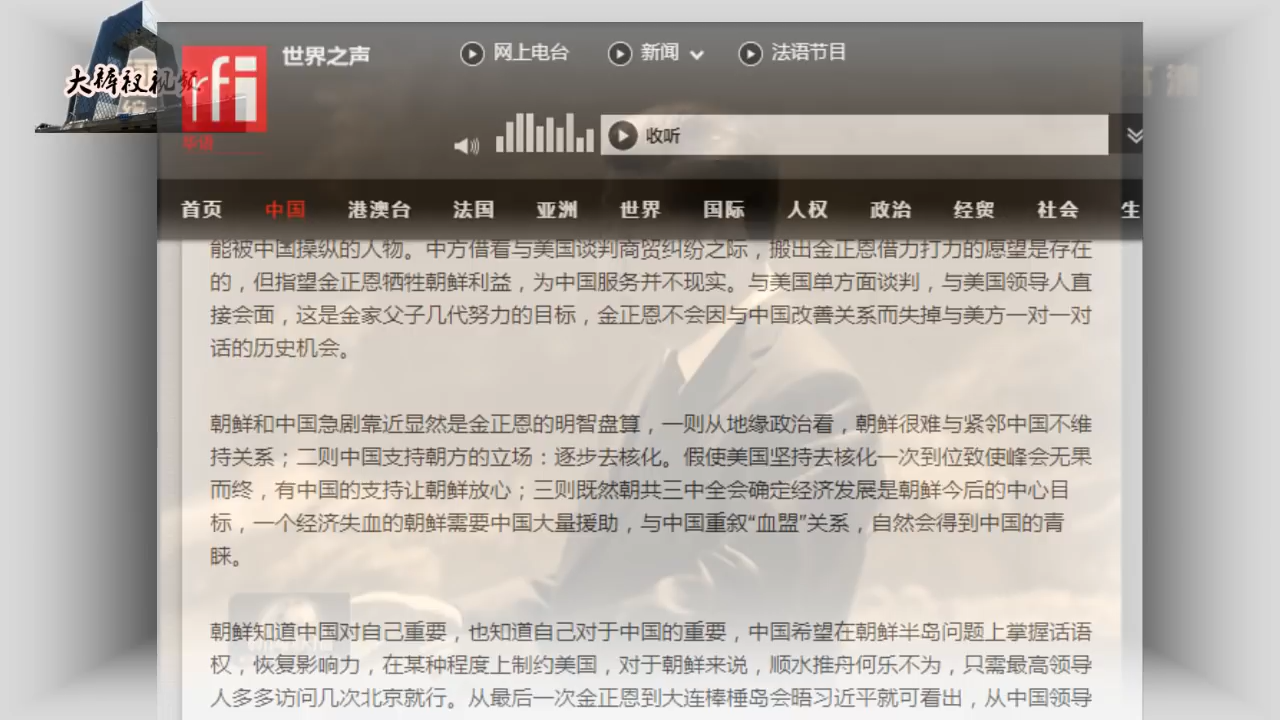 大裤衩视频
rfi
华语
世界之声
网上电台
新闻
法语节目
收听
首页 中国 港澳台 法国 亚洲 世界 国际 人权 政治 经贸 社会 生
能被中国操纵的人物。中方借着与美国谈判商贸纠纷之际，搬出金正恩借力打力的愿望是存在
的，但指望金正恩牺牲朝鲜利益，为中国服务并不现实。与美国单方面谈判，与美国领导人直
接会面，这是金家父子几代努力的目标，金正恩不会因与中国改善关系而失掉与美方一对一对
话的历史机会。
朝鲜和中国急剧靠近显然是金正恩的明智盘算，一则从地缘政治看，朝鲜很难与紧邻中国不维
持关系；二则中国支持朝方的立场：逐步去核化。假使美国坚持去核化一次到位致使峰会无果
而终，有中国的支持让朝鲜放心；三则既然朝共三中全会确定经济发展是朝鲜今后的中心目
标，一个经济失血的朝鲜需要中国大量援助，与中国重叙“血盟”关系，自然会得到中国的青
睐。
朝鲜知道中国对自己重要，也知道自己对于中国的重要，中国希望在朝鲜半岛问题上掌握话语
权，恢复影响力，在某种程度上制约美国，对于朝鲜来说，顺水推舟何乐不为，只需最高领导
人多多访问几次北京就行。从最后一次金正恩到大连棒棰岛会晤习近平就可看出，从中国领导